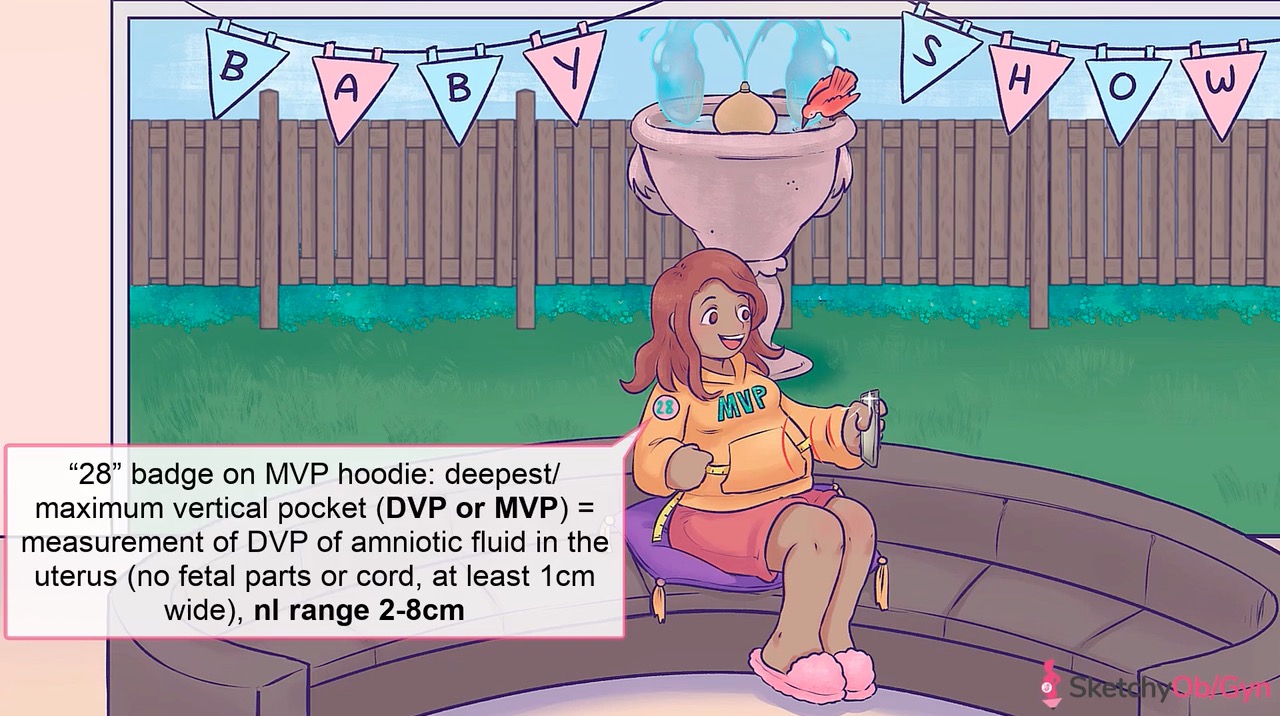 BABY SHOW
MVP
28
“28” badge on MVP hoodie: deepest/
maximum vertical pocket (DVP or MVP) =
measurement of DVP of amniotic fluid in the
uterus (no fetal parts or cord, at least 1cm
wide), nl range 2-8cm
SketchyOb/Gyn